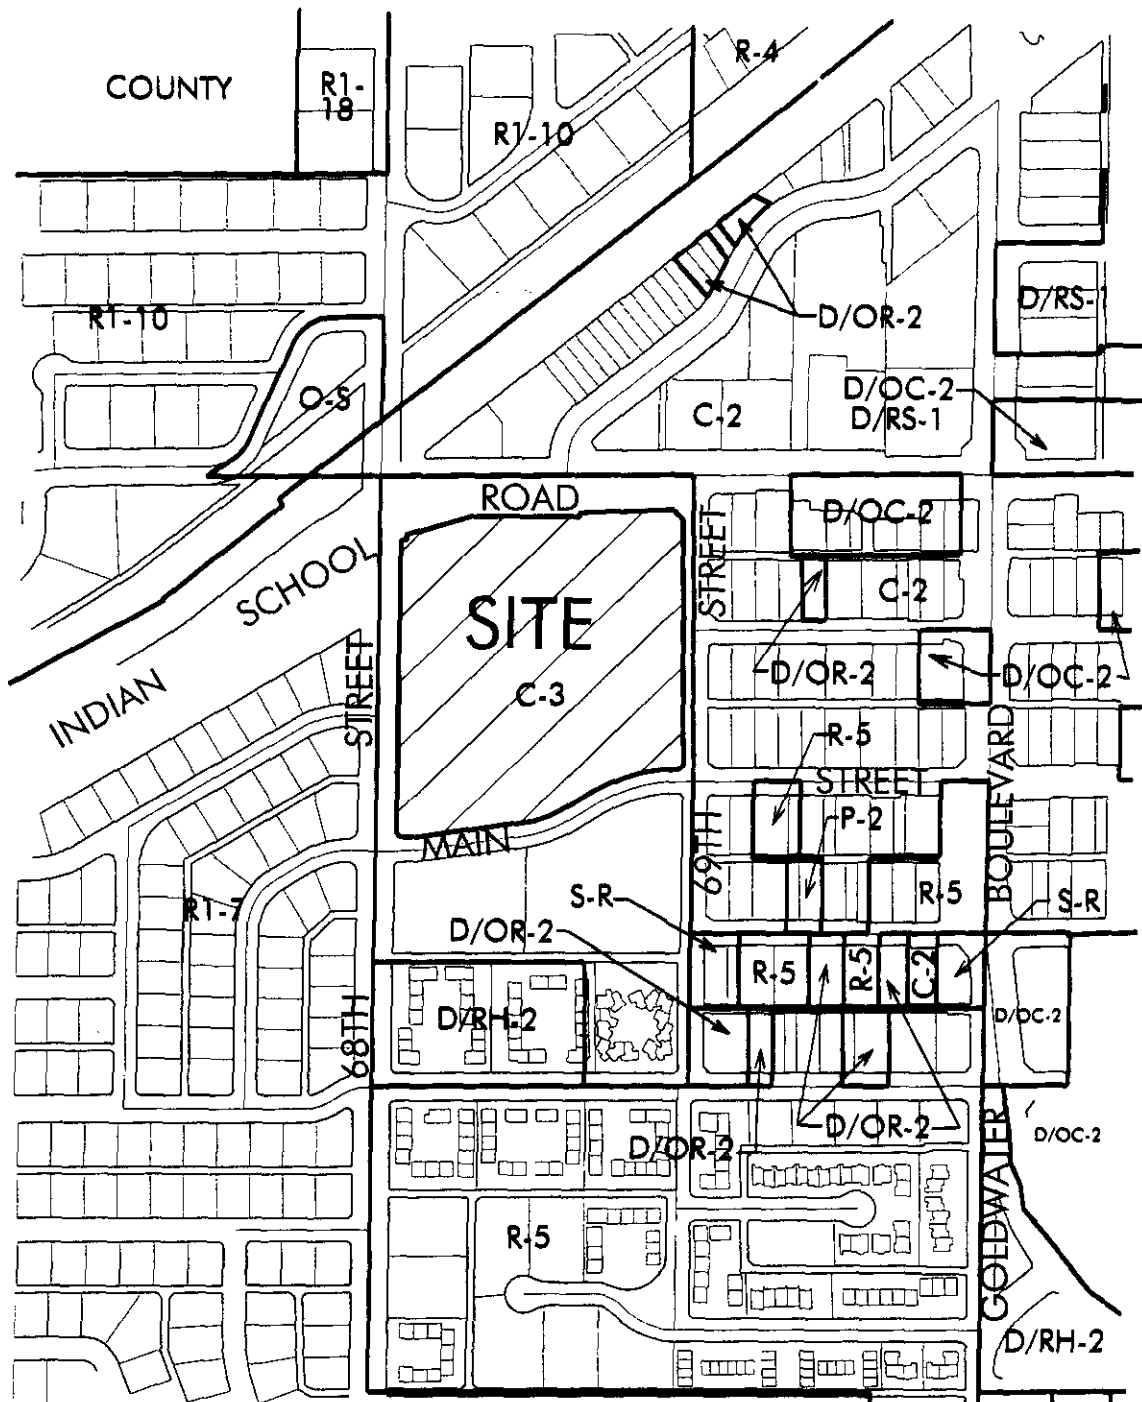 COUNTY
R1-
18
R-4
R1-10
D/OR-2
D/RS-1
R1-10
O-S
C-2
D/OC-2
D/RS-1
ROAD
D/OC-2
STREET
SCHOOL
SITE
C-2
D/OR-2
D/OC-2
INDIAN
STREET
C-3
R-5
STREET
BOULEVARD
P-2
MAIN
69TH
R1-7
S-R
R-5
S-R
D/OR-2
R-5
R-5
C-2
68TH
D/RH-2
D/OC-2
D/OR-2
D/OR-2
D/OC-2
GOLDWATER
R-5
D/RH-2